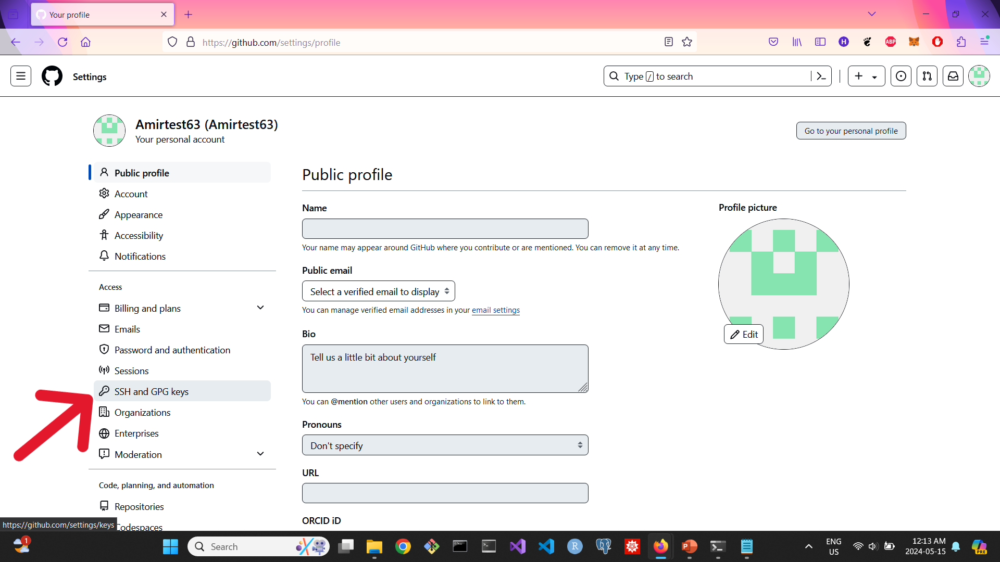 Your profile
https://github.com/settings/profile
H
ABP
Settings
Type / to search
Amirtest63 (Amirtest63)
Your personal account
Go to your personal profile
Public profile
Account
Appearance
Accessibility
Notifications
Access
Billing and plans
Emails
Password and authentication
Sessions
SSH and GPG keys
Organizations
Enterprises
Moderation
Code, planning, and automation
Repositories
Codespaces
Public profile
Name
Your name may appear around GitHub where you contribute or are mentioned. You can remove it at any time.
Public email
Select a verified email to display
You can manage verified email addresses in your email settings
Bio
Tell us a little bit about yourself
You can @mention other users and organizations to link to them.
Pronouns
Don't specify
URL
ORCID iD
Profile picture
Edit
https://github.com/settings/keys
1
Search
R
P
ENG
US
12:13 AM
2024-05-15
PRE